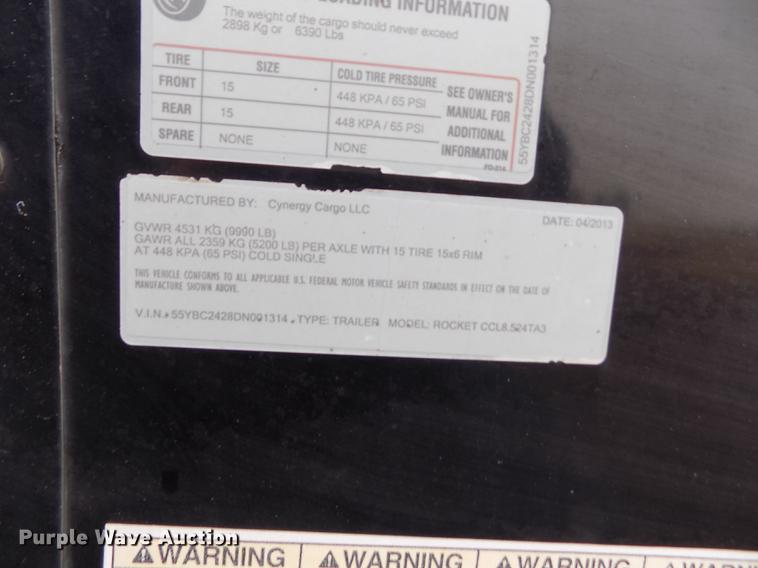 LOADING INFORMATION
The weight of the cargo should never exceed
2898 Kg or 6390 Lbs
TIRE SIZE COLD TIRE PRESSURE SEE OWNER'S MANUAL FOR ADDITIONAL INFORMATION
FRONT 15 448 KPA / 65 PSI
REAR 15 448 KPA / 65 PSI
SPARE NONE NONE
55YBC2428DN001314
MANUFACTURED BY: Cynergy Cargo LLC DATE: 04/2013
GVWR 4531 KG (9990 LB)
GAWR ALL 2359 KG (5200 LB) PER AXLE WITH 15 TIRE 15x6 RIM
AT 448 KPA (65 PSI) COLD SINGLE
THIS VEHICLE CONFORMS TO ALL APPLICABLE U.S. FEDERAL MOTOR VEHICLE SAFETY STANDARDS IN EFFECT ON THE DATE OF
MANUFACTURE SHOWN ABOVE.
V.I.N.* 55YBC2428DN001314 * TYPE: TRAILER MODEL: ROCKET CCL8.524TA3
Purple Wave Auction
WARNING WARNING WARNING WARNING